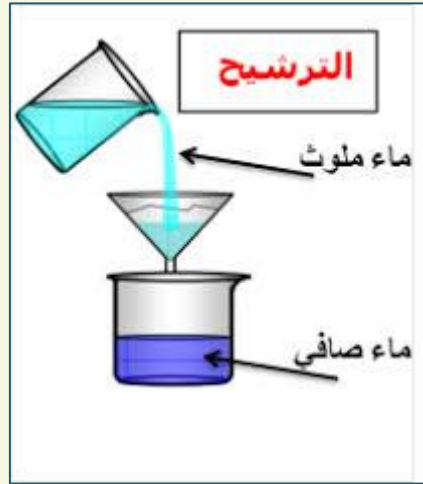 الترشيح
ماء ملوث
ماء صافي